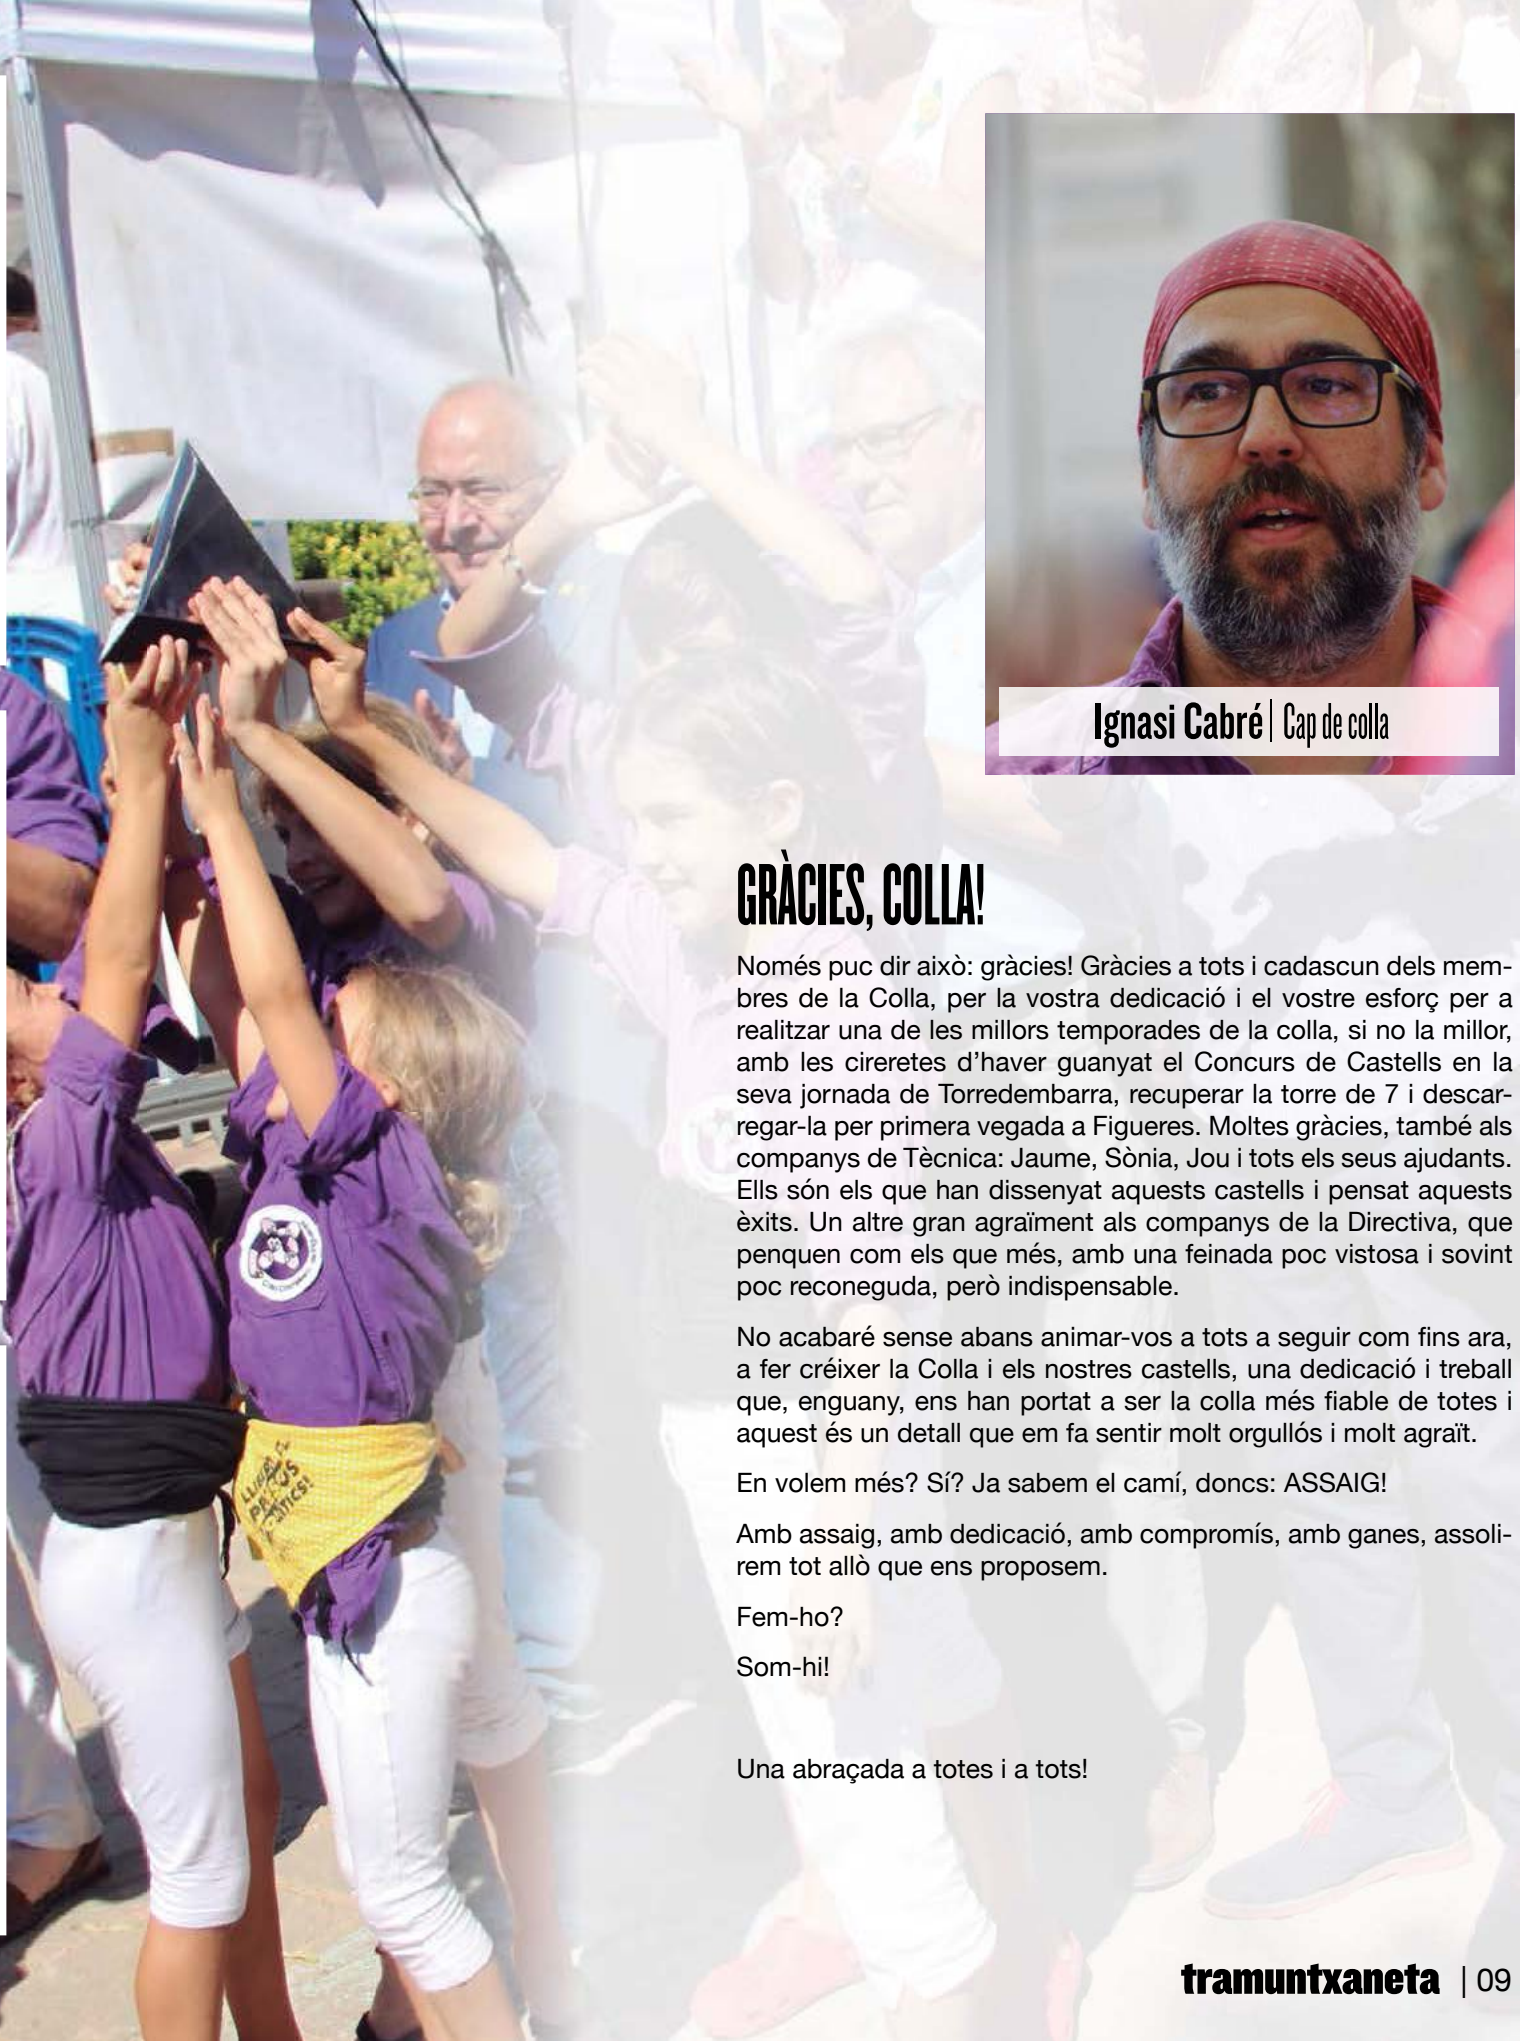 Ignasi Cabré | Cap de colla
GRÀCIES, COLLA!
Només puc dir això: gràcies! Gràcies a tots i cadascun dels mem-
bres de la Colla, per la vostra dedicació i el vostre esforç per a
realitzar una de les millors temporades de la colla, si no la millor,
amb les cireretes d’haver guanyat el Concurs de Castells en la
seva jornada de Torredembarra, recuperar la torre de 7 i descar-
regar-la per primera vegada a Figueres. Moltes gràcies, també als
companys de Tècnica: Jaume, Sònia, Jou i tots els seus ajudants.
Ells són els que han dissenyat aquests castells i pensat aquests
èxits. Un altre gran agraïment als companys de la Directiva, que
penquen com els que més, amb una feinada poc vistosa i sovint
poc reconeguda, però indispensable.
No acabaré sense abans animar-vos a tots a seguir com fins ara,
a fer créixer la Colla i els nostres castells, una dedicació i treball
que, enguany, ens han portat a ser la colla més fiable de totes i
aquest és un detall que em fa sentir molt orgullós i molt agraït.
En volem més? Sí? Ja sabem el camí, doncs: ASSAIG!
Amb assaig, amb dedicació, amb compromís, amb ganes, assoli-
rem tot allò que ens proposem.
Fem-ho?
Som-hi!
Una abraçada a totes i a tots!
tramuntxaneta | 09